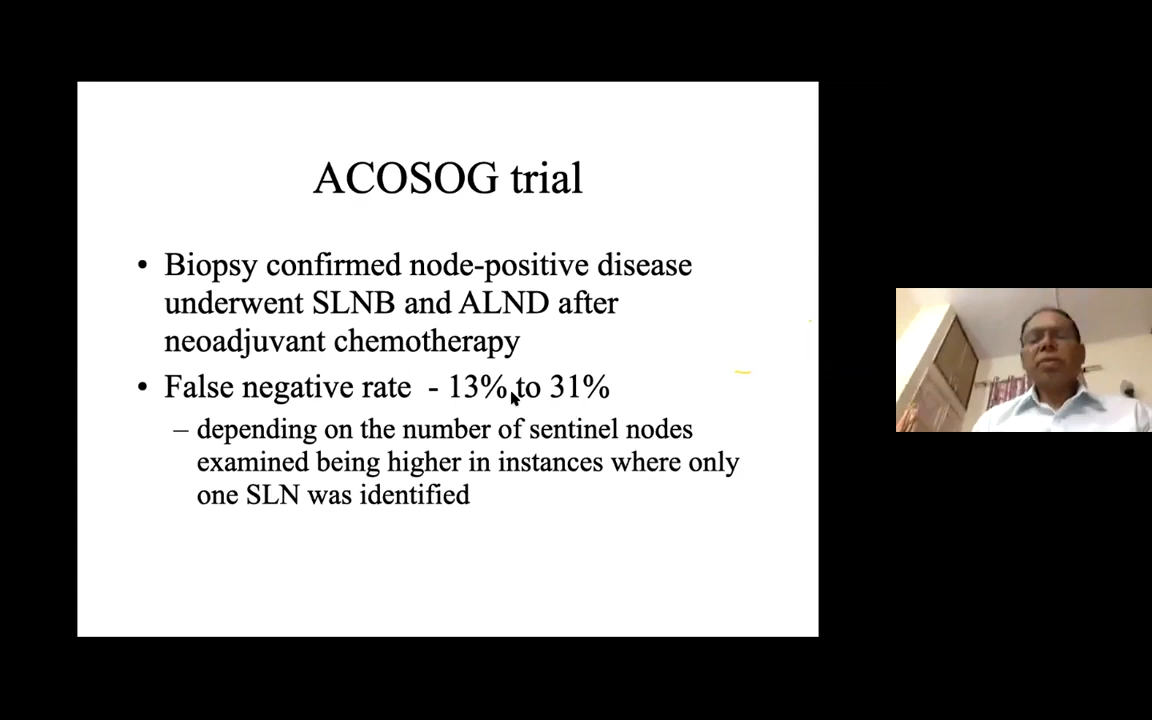 ACOSOG trial
• Biopsy confirmed node-positive disease
underwent SLNB and ALND after
neoadjuvant chemotherapy
• False negative rate - 13% to 31%
– depending on the number of sentinel nodes
examined being higher in instances where only
one SLN was identified